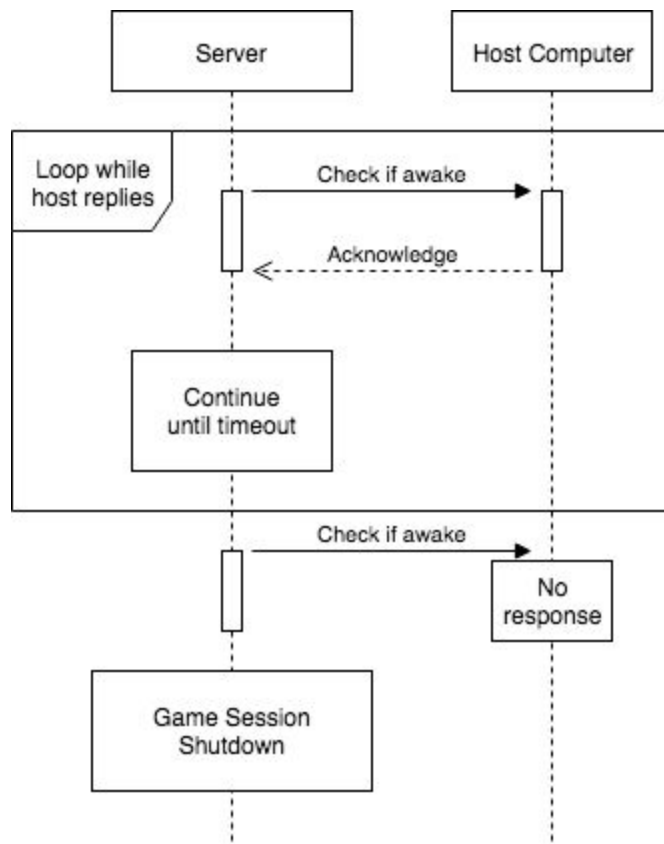 Server
Host Computer
Loop while
host replies
Check if awake
Acknowledge
Continue
until timeout
Check if awake
No
response
Game Session
Shutdown